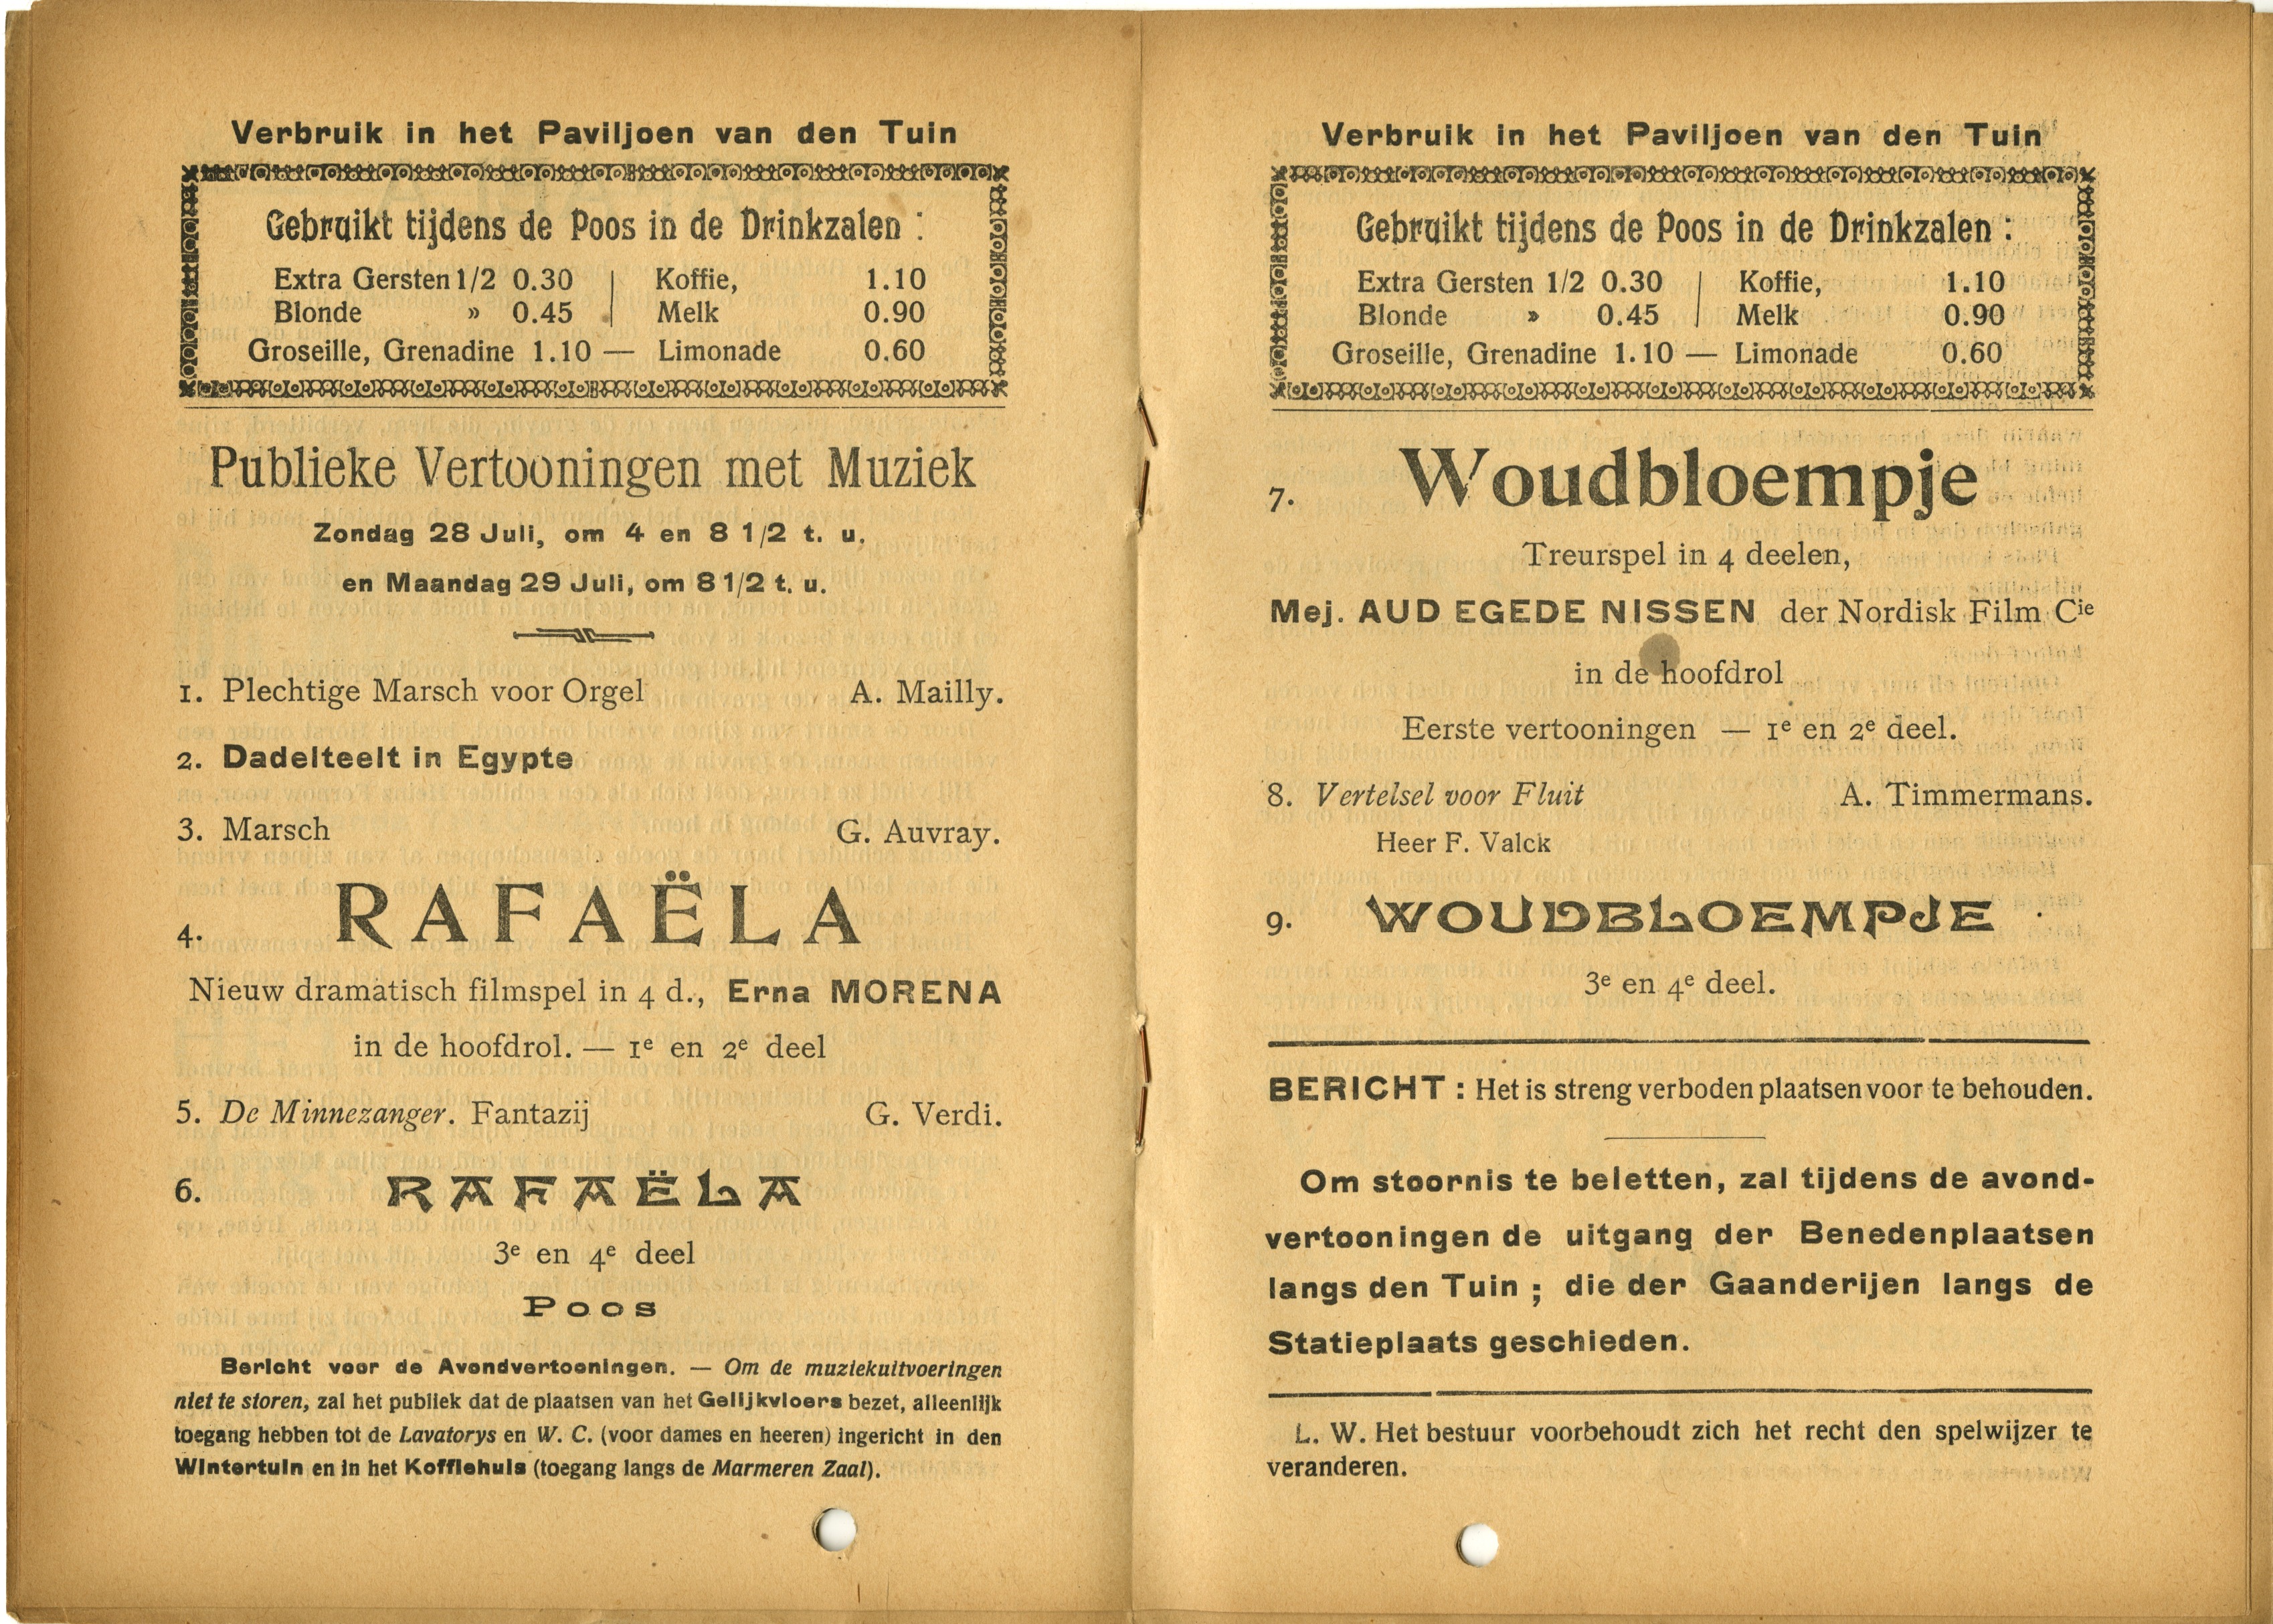 Verbruik in het Paviljoen van den Tuin
Gebruikt tijdens de Poos in de Drinkzalen :
Extra Gersten 1/2 0.30 | Koffie, 1.10
Blonde » 0.45 | Melk 0.90
Groseille, Grenadine 1.10 — Limonade 0.60
Publieke Vertooningen met Muziek
Zondag 28 Juli, om 4 en 8 1/2 t. u.
en Maandag 29 Juli, om 8 1/2 t. u.
1. Plechtige Marsch voor Orgel A. Mailly.
2. Dadelteelt in Egypte
3. Marsch G. Auvray.
4. RAFAËLA
Nieuw dramatisch filmspel in 4 d., Erna MORENA
in de hoofdrol. — 1e en 2e deel
5. De Minnezanger. Fantazij G. Verdi.
6. RAFAËLA
3e en 4e deel
Poos
Bericht voor de Avondvertooningen. — Om de muziekuitvoeringen
niet te storen, zal het publiek dat de plaatsen van het Gelijkvloers bezet, alleenlijk
toegang hebben tot de Lavatorys en W. C. (voor dames en heeren) ingericht in den
Wintertuin en in het Koffiehuis (toegang langs de Marmeren Zaal).
Verbruik in het Paviljoen van den Tuin
Gebruikt tijdens de Poos in de Drinkzalen :
Extra Gersten 1/2 0.30 | Koffie, 1.10
Blonde » 0.45 | Melk 0.90
Groseille, Grenadine 1.10 — Limonade 0.60
7. Woudbloempje
Treurspel in 4 deelen,
Mej. AUD EGEDE NISSEN der Nordisk Film Cie
in de hoofdrol
Eerste vertooningen — 1e en 2e deel.
8. Vertelsel voor Fluit A. Timmermans.
Heer F. Valck
9. WOUDBLOEMPJE
3e en 4e deel.
BERICHT : Het is streng verboden plaatsen voor te behouden.
Om stoornis te beletten, zal tijdens de avond-
vertooningen de uitgang der Benedenplaatsen
langs den Tuin ; die der Gaanderijen langs de
Statieplaats geschieden.
L. W. Het bestuur voorbehoudt zich het recht den spelwijzer te
veranderen.